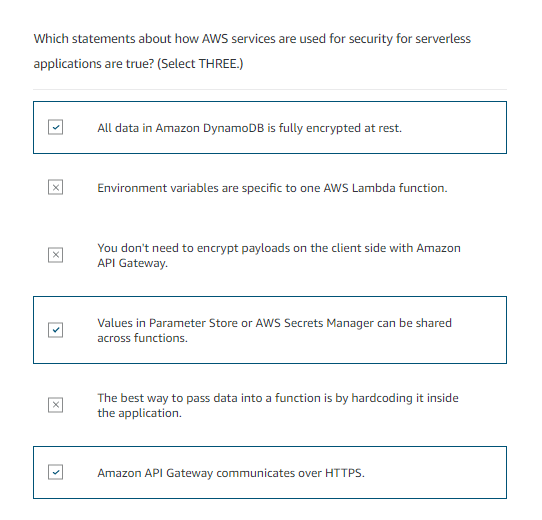 Which statements about how AWS services are used for security for serverless
applications are true? (Select THREE.)
All data in Amazon DynamoDB is fully encrypted at rest.
Environment variables are specific to one AWS Lambda function.
You don't need to encrypt payloads on the client side with Amazon
API Gateway.
Values in Parameter Store or AWS Secrets Manager can be shared
across functions.
The best way to pass data into a function is by hardcoding it inside
the application.
Amazon API Gateway communicates over HTTPS.